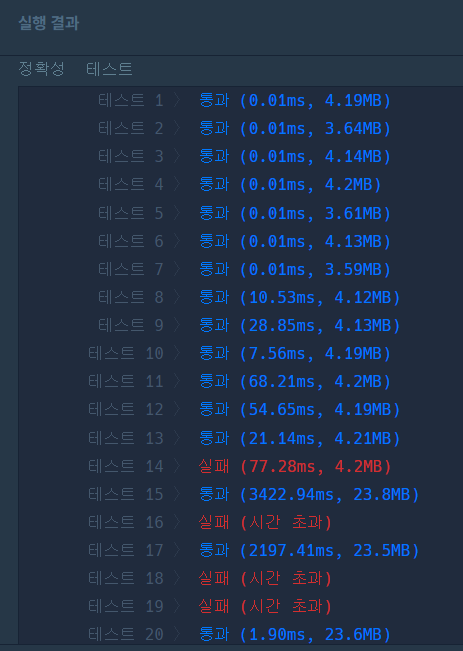 실행 결과
정확성 테스트
테스트 1 〉 통과 (0.01ms, 4.19MB)
테스트 2 〉 통과 (0.01ms, 3.64MB)
테스트 3 〉 통과 (0.01ms, 4.14MB)
테스트 4 〉 통과 (0.01ms, 4.2MB)
테스트 5 〉 통과 (0.01ms, 3.61MB)
테스트 6 〉 통과 (0.01ms, 4.13MB)
테스트 7 〉 통과 (0.01ms, 3.59MB)
테스트 8 〉 통과 (10.53ms, 4.12MB)
테스트 9 〉 통과 (28.85ms, 4.13MB)
테스트 10 〉 통과 (7.56ms, 4.19MB)
테스트 11 〉 통과 (68.21ms, 4.2MB)
테스트 12 〉 통과 (54.65ms, 4.19MB)
테스트 13 〉 통과 (21.14ms, 4.21MB)
테스트 14 〉 실패 (77.28ms, 4.2MB)
테스트 15 〉 통과 (3422.94ms, 23.8MB)
테스트 16 〉 실패 (시간 초과)
테스트 17 〉 통과 (2197.41ms, 23.5MB)
테스트 18 〉 실패 (시간 초과)
테스트 19 〉 실패 (시간 초과)
테스트 20 〉 통과 (1.90ms, 23.6MB)